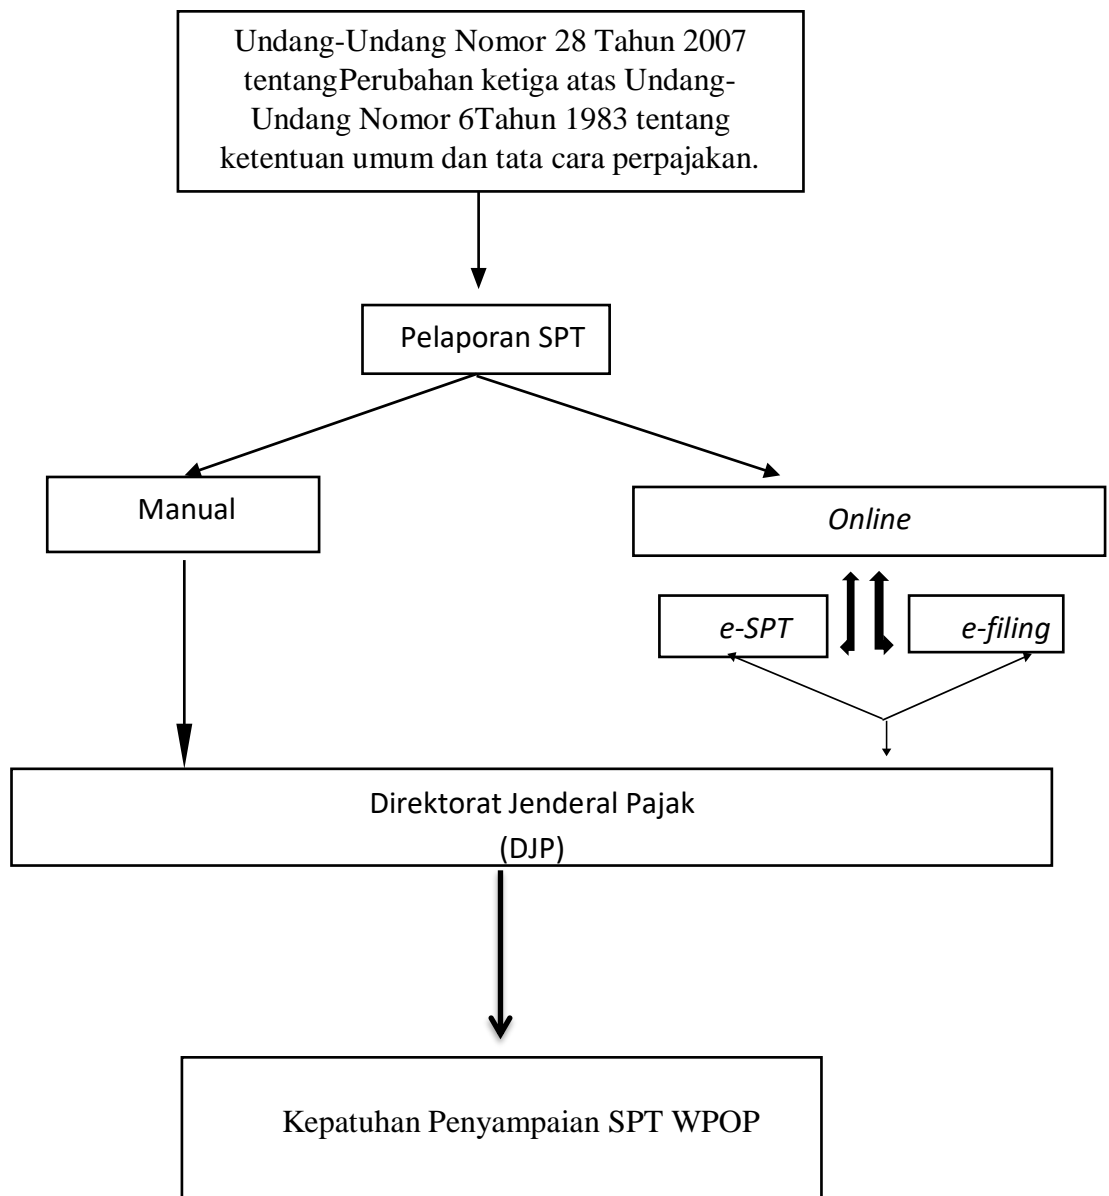 Undang-Undang Nomor 28 Tahun 2007
tentangPerubahan ketiga atas Undang-
Undang Nomor 6Tahun 1983 tentang
ketentuan umum dan tata cara perpajakan.
Pelaporan SPT
Manual
Online
e-SPT
e-filing
Direktorat Jenderal Pajak
(DJP)
Kepatuhan Penyampaian SPT WPOP